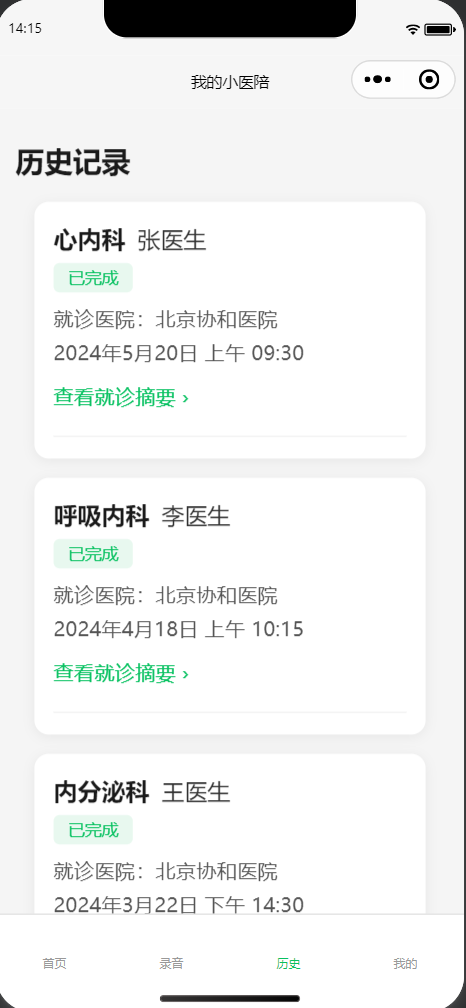 14:15
我的小医陪
历史记录
心内科 张医生
已完成
就诊医院：北京协和医院
2024年5月20日 上午 09:30
查看就诊摘要 ›
呼吸内科 李医生
已完成
就诊医院：北京协和医院
2024年4月18日 上午 10:15
查看就诊摘要 ›
内分泌科 王医生
已完成
就诊医院：北京协和医院
2024年3月22日 下午 14:30
首页 录音 历史 我的